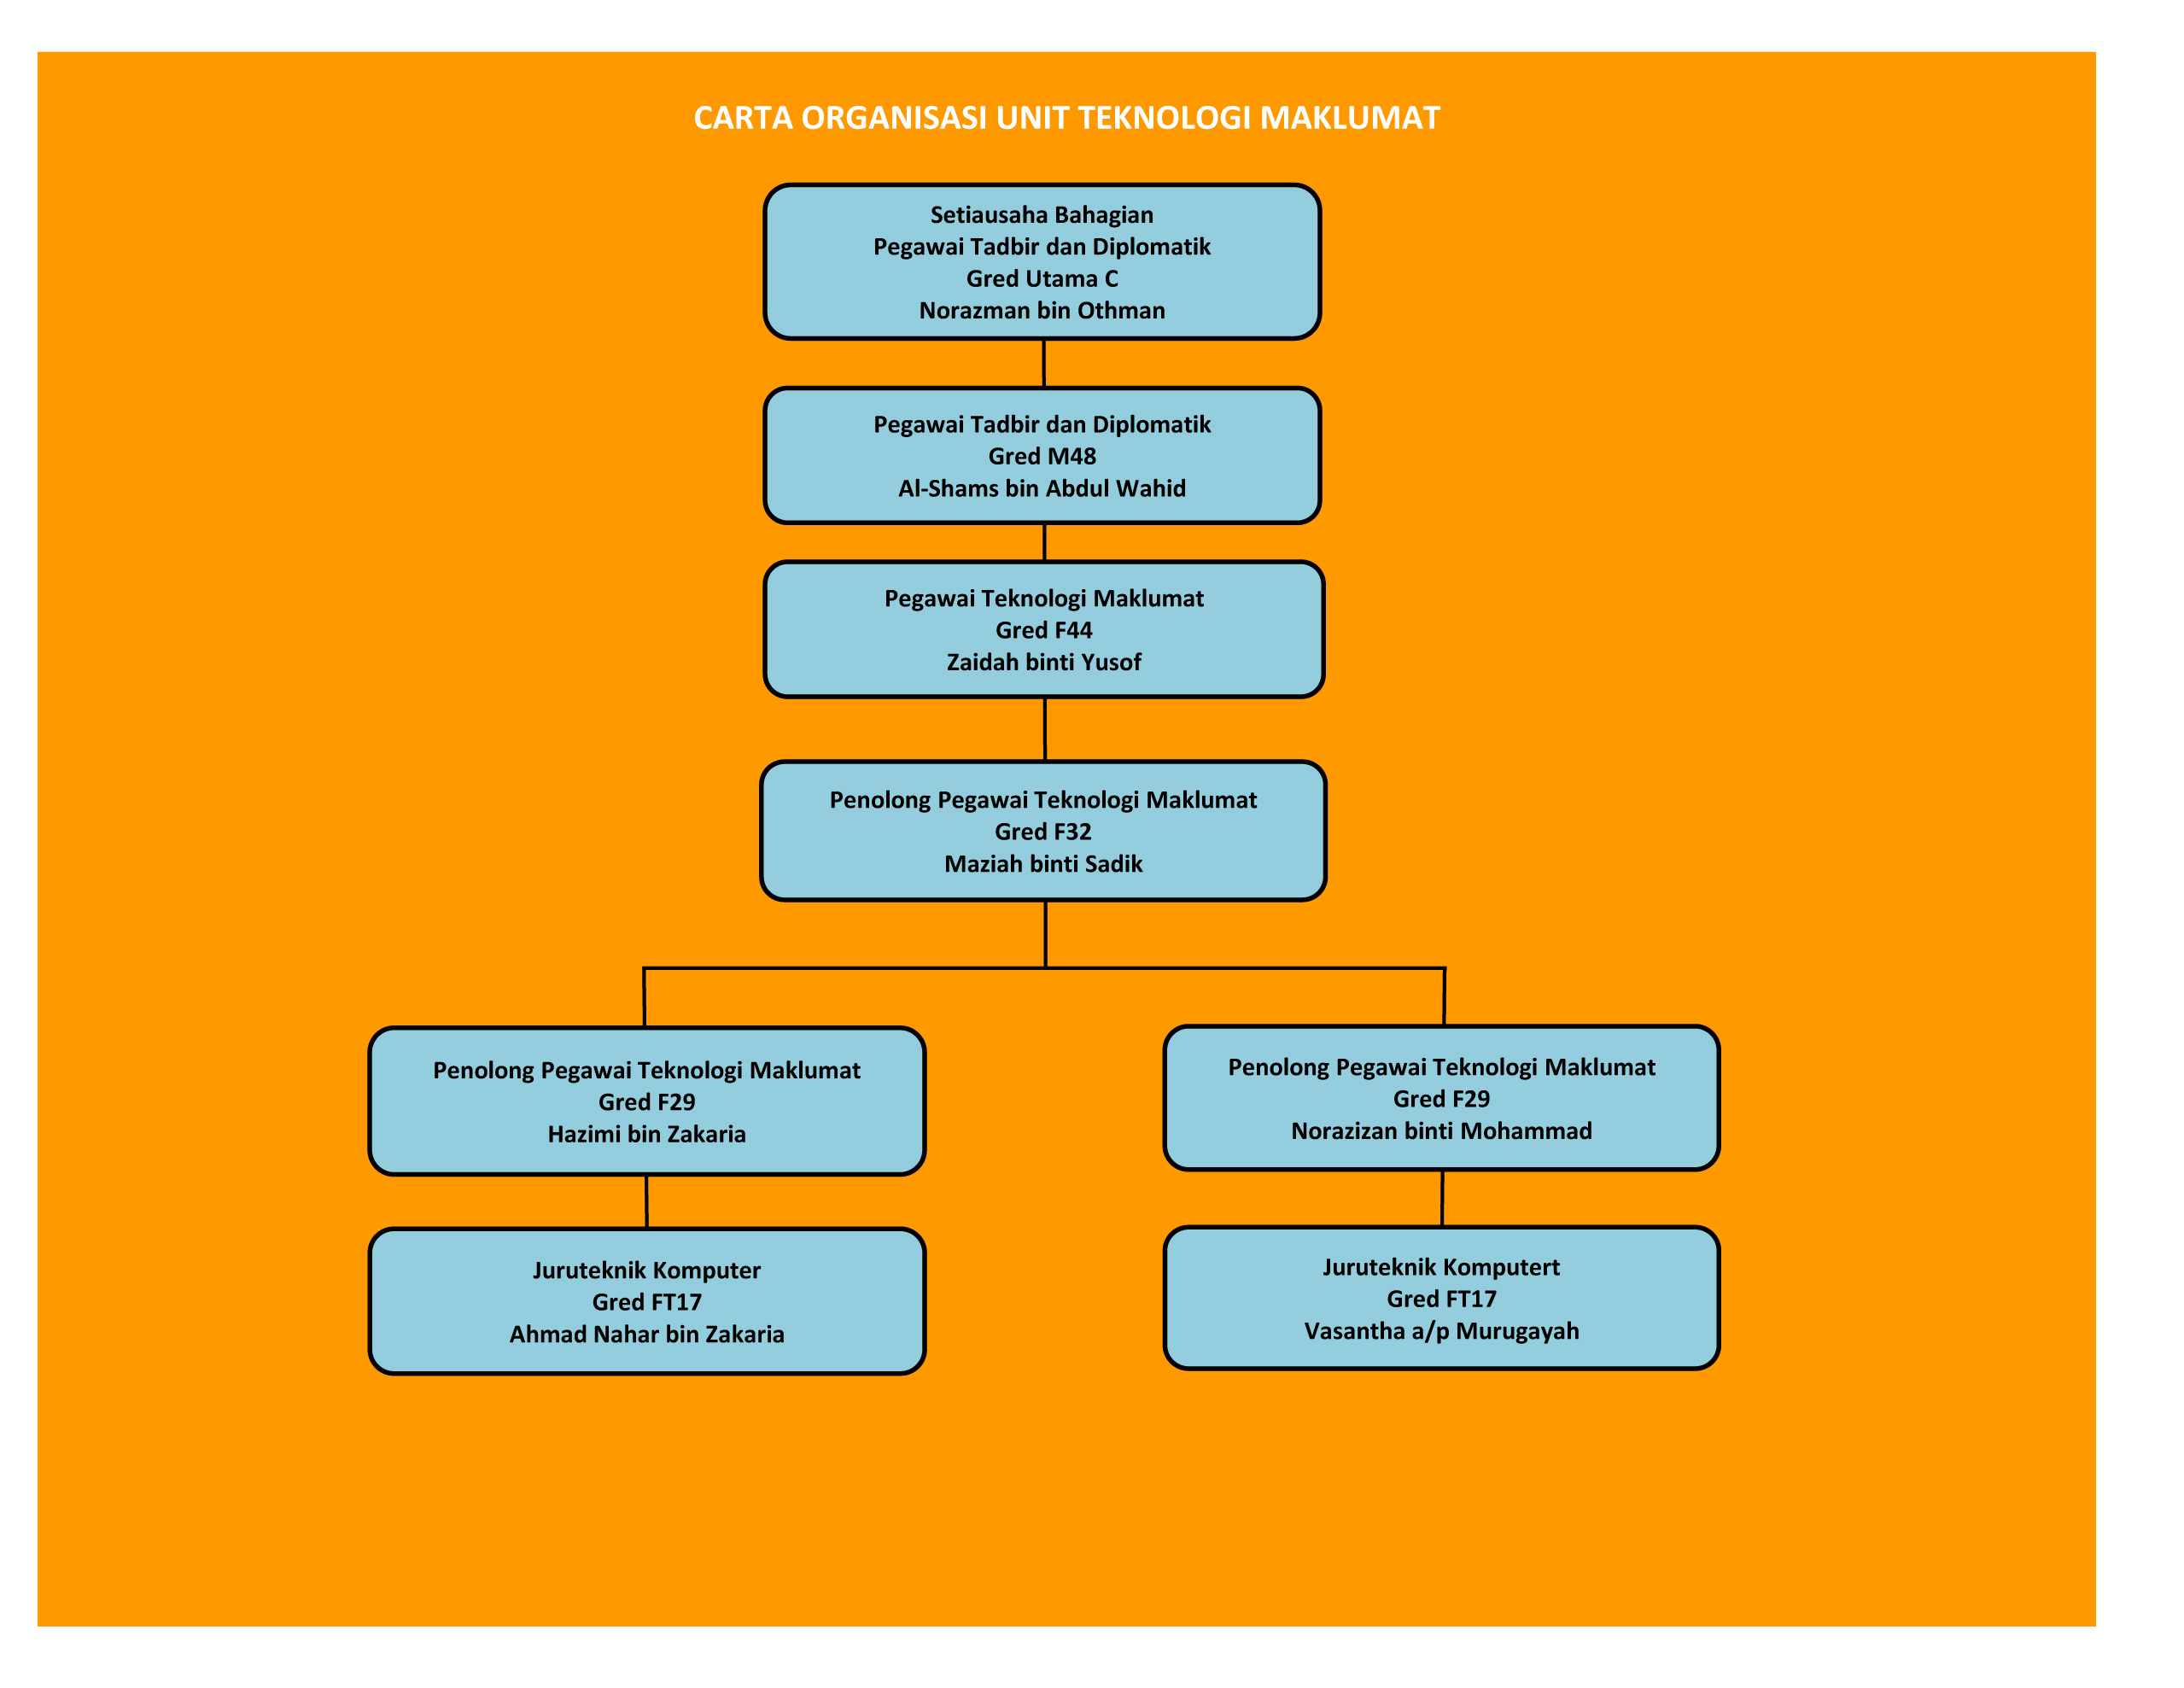 CARTA ORGANISASI UNIT TEKNOLOGI MAKLUMAT
Setiausaha Bahagian
Pegawai Tadbir dan Diplomatik
Gred Utama C
Norazman bin Othman
Pegawai Tadbir dan Diplomatik
Gred M48
Al-Shams bin Abdul Wahid
Pegawai Teknologi Maklumat
Gred F44
Zaidah binti Yusof
Penolong Pegawai Teknologi Maklumat
Gred F32
Maziah binti Sadik
Penolong Pegawai Teknologi Maklumat
Gred F29
Hazimi bin Zakaria
Penolong Pegawai Teknologi Maklumat
Gred F29
Norazizan binti Mohammad
Juruteknik Komputer
Gred FT17
Ahmad Nahar bin Zakaria
Juruteknik Komputert
Gred FT17
Vasantha a/p Murugayah